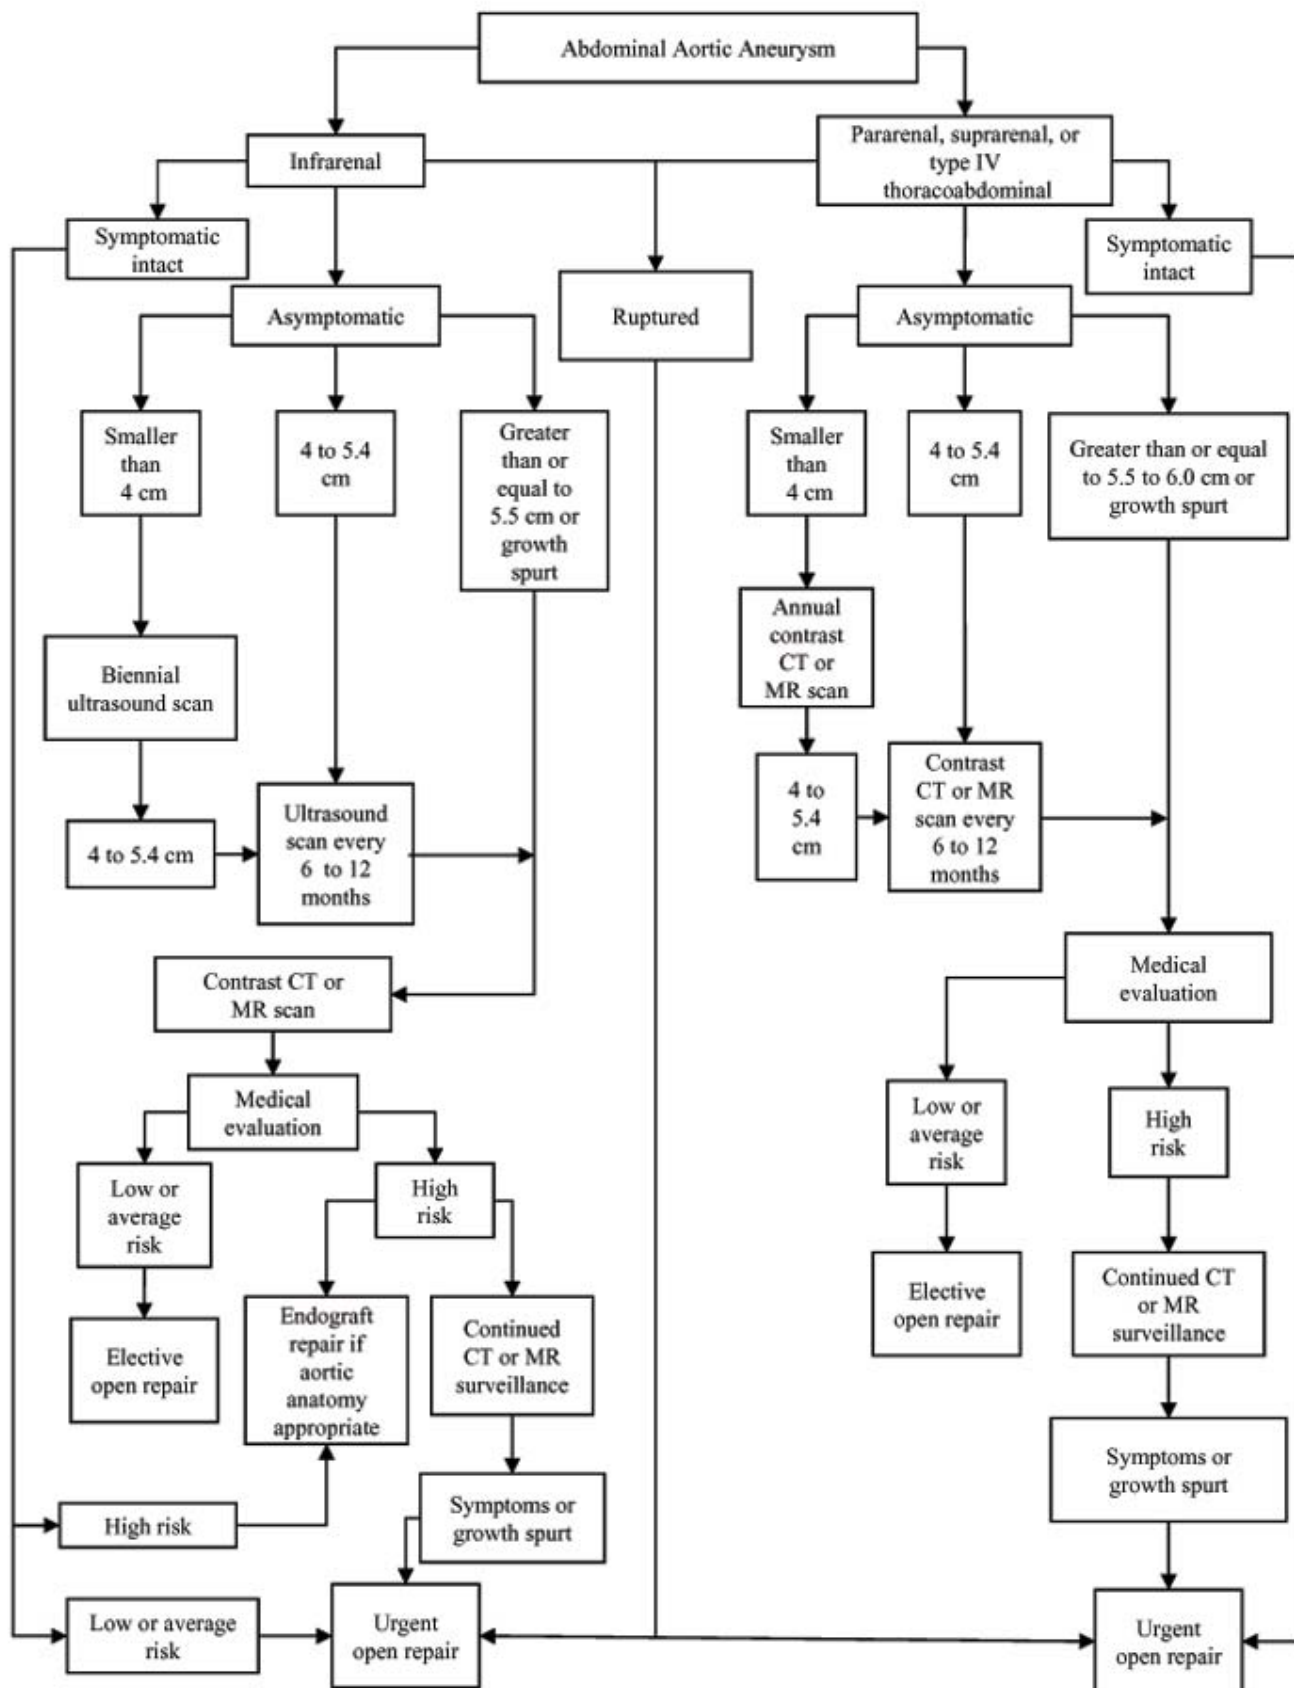 Abdominal Aortic Aneurysm
Infrarenal
Pararenal, suprarenal, or
type IV
thoracoabdominal
Symptomatic
intact
Symptomatic
intact
Asymptomatic
Ruptured
Asymptomatic
Smaller
than
4 cm
4 to 5.4
cm
Greater
than or
equal to
5.5 cm or
growth
spurt
Smaller
than
4 cm
4 to 5.4
cm
Greater than or equal
to 5.5 to 6.0 cm or
growth spurt
Biennial
ultrasound scan
Annual
contrast
CT or
MR scan
4 to 5.4 cm
Ultrasound
scan every
6 to 12
months
4 to
5.4
cm
Contrast
CT or MR
scan every
6 to 12
months
Contrast CT or
MR scan
Medical
evaluation
Medical
evaluation
Low or
average
risk
High
risk
Low or
average
risk
High
risk
Elective
open repair
Endograft
repair if
aortic
anatomy
appropriate
Continued
CT or MR
surveillance
Elective
open repair
Continued CT
or MR
surveillance
High risk
Symptoms or
growth spurt
Symptoms or
growth spurt
Low or average
risk
Urgent
open repair
Urgent
open repair